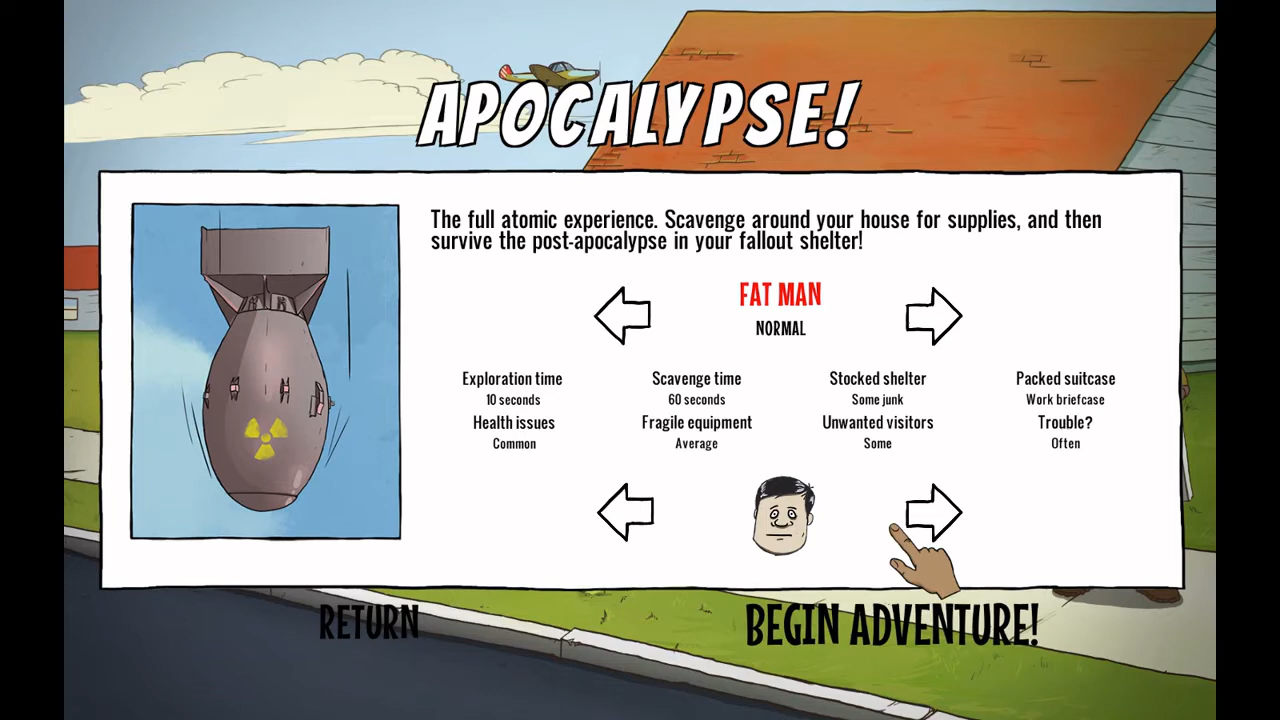 APOCALYPSE!
The full atomic experience. Scavenge around your house for supplies, and then
survive the post-apocalypse in your fallout shelter!
FAT MAN
NORMAL
Exploration time Scavenge time Stocked shelter Packed suitcase
10 seconds 60 seconds Some junk Work briefcase
Health issues Fragile equipment Unwanted visitors Trouble?
Common Average Some Often
RETURN BEGIN ADVENTURE!